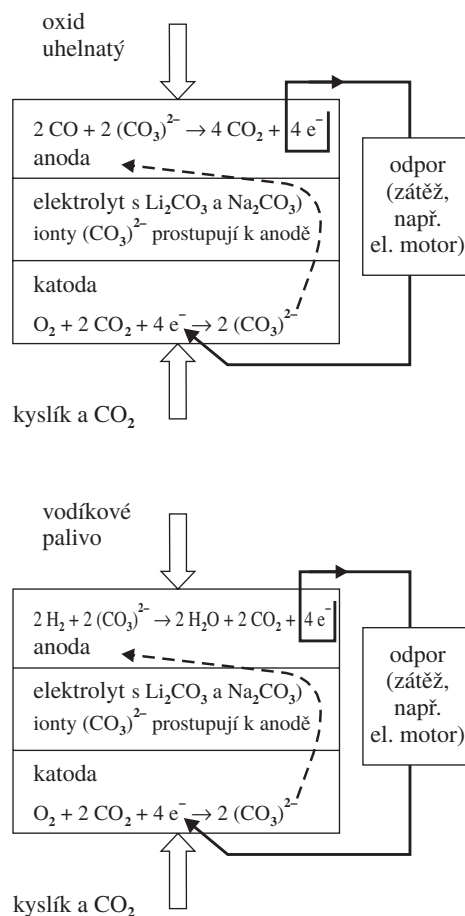 oxid
uhelnatý
2 CO + 2 (CO₃)²⁻ → 4 CO₂ + 4 e⁻
anoda
elektrolyt s Li₂CO₃ a Na₂CO₃)
ionty (CO₃)²⁻ prostupují k anodě
katoda
O₂ + 2 CO₂ + 4 e⁻ → 2 (CO₃)²⁻
odpor
(zátěž,
např.
el. motor)
kyslík a CO₂
vodíkové
palivo
2 H₂ + 2 (CO₃)²⁻ → 2 H₂O + 2 CO₂ + 4 e⁻
anoda
elektrolyt s Li₂CO₃ a Na₂CO₃)
ionty (CO₃)²⁻ prostupují k anodě
katoda
O₂ + 2 CO₂ + 4 e⁻ → 2 (CO₃)²⁻
odpor
(zátěž,
např.
el. motor)
kyslík a CO₂